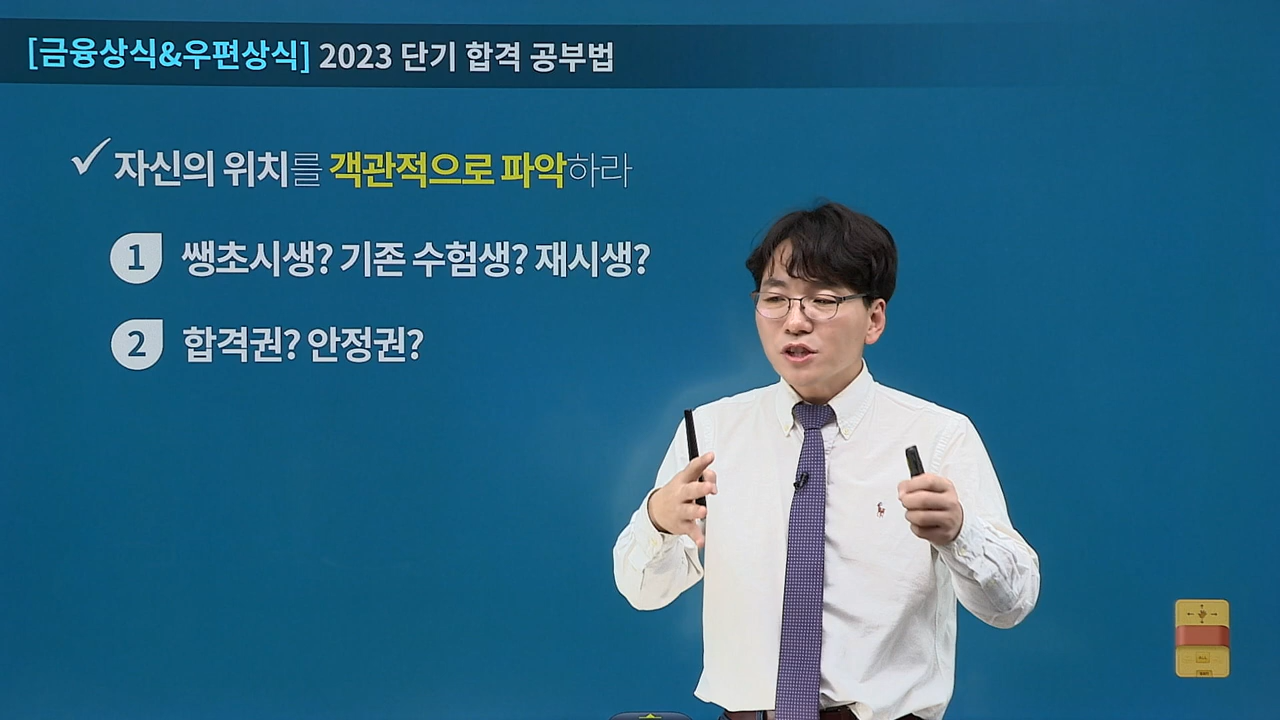 [금융상식&우편상식] 2023 단기 합격 공부법
자신의 위치를 객관적으로 파악하라
1 쌩초시생? 기존 수험생? 재시생?
2 합격권? 안정권?